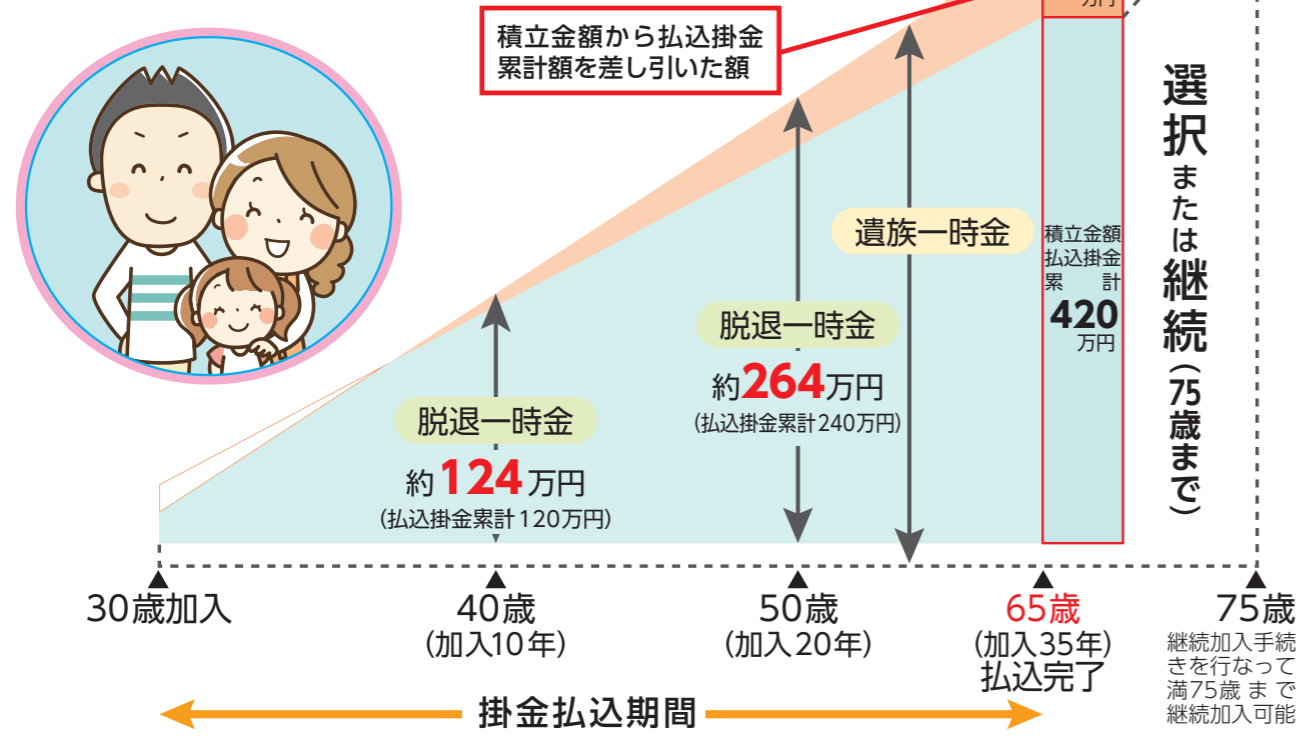 万円
積立金額から払込掛金
累計額を差し引いた額
選択または継続(75歳まで)
遺族一時金
積立金額
払込掛金
累計
420
万円
脱退一時金
約264万円
(払込掛金累計240万円)
脱退一時金
約124万円
(払込掛金累計120万円)
30歳加入
40歳
(加入10年)
50歳
(加入20年)
65歳
(加入35年)
払込完了
75歳
継続加入手続
きを行なって
満75歳まで
継続加入可能
掛金払込期間